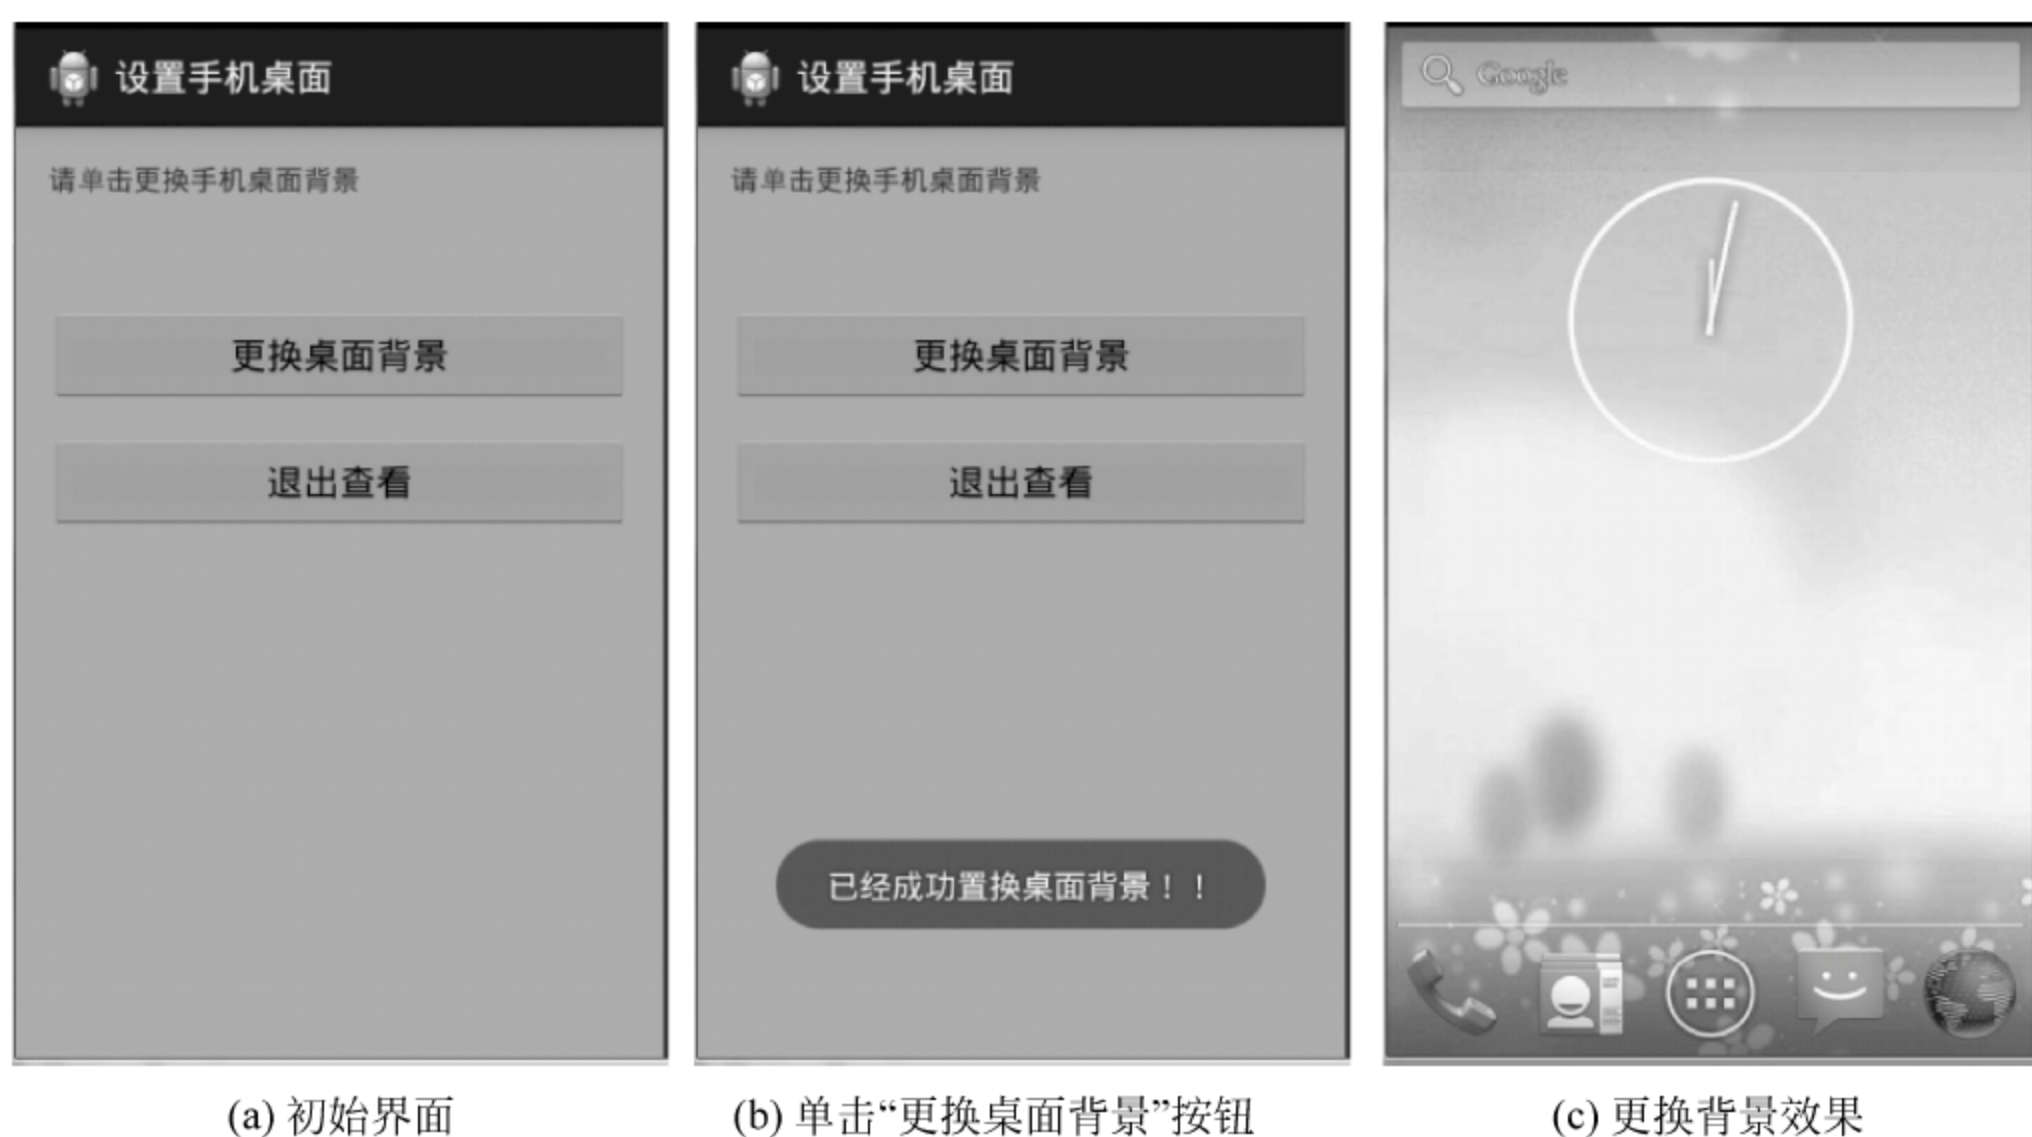 设置手机桌面
请单击更换手机桌面背景
更换桌面背景
退出查看
(a) 初始界面
设置手机桌面
请单击更换手机桌面背景
更换桌面背景
退出查看
已经成功置换桌面背景！！
(b) 单击“更换桌面背景”按钮
Google
(c) 更换背景效果